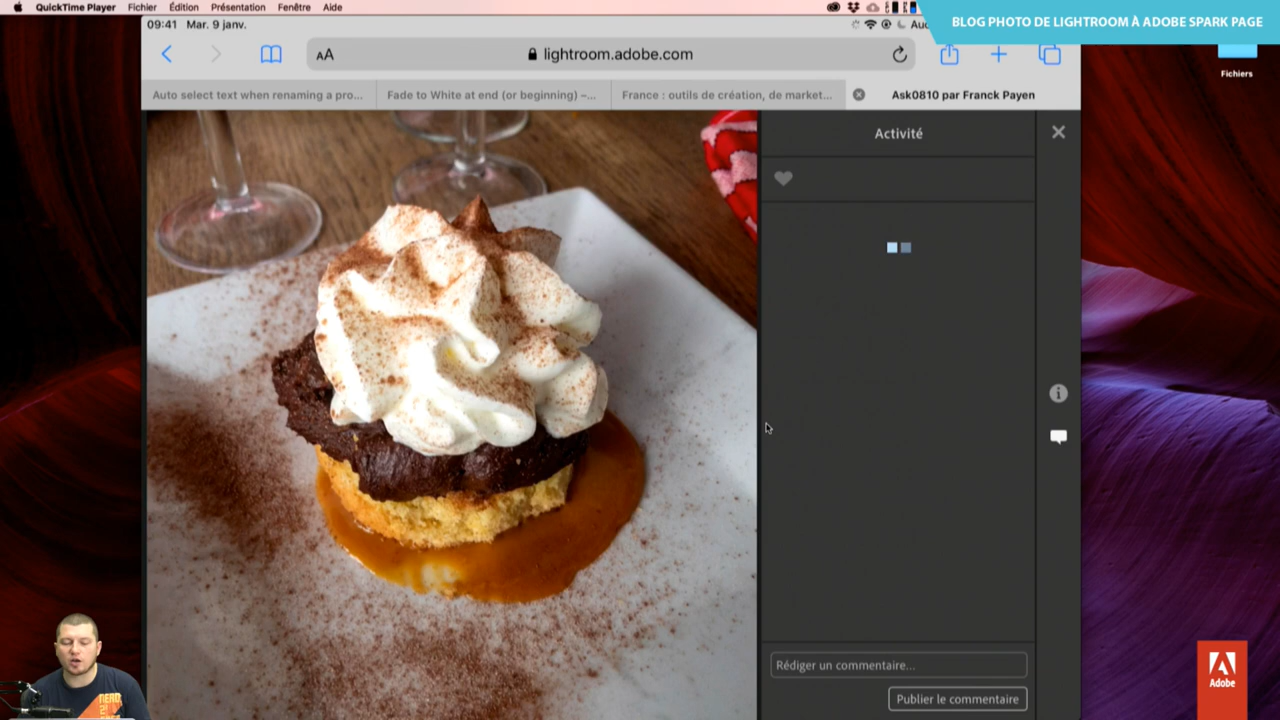 QuickTime Player Fichier Édition Présentation Fenêtre Aide
BLOG PHOTO DE LIGHTROOM À ADOBE SPARK PAGE
09:41 Mar. 9 janv.
AA
lightroom.adobe.com
Fichiers
Auto select text when renaming a pro...
Fade to White at end (or beginning) –...
France : outils de création, de market...
Ask0810 par Franck Payen
Activité
Rédiger un commentaire...
Publier le commentaire
Adobe